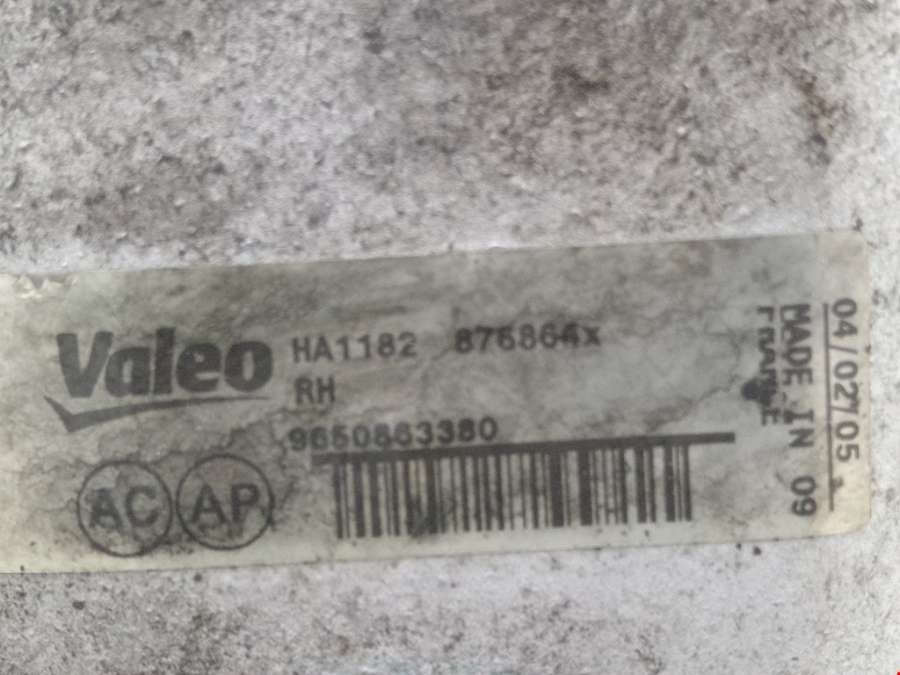 Valeo
HA1182 876864X
RH
9650863380
AC AP
MADE IN 09
FRANCE
04/02/05